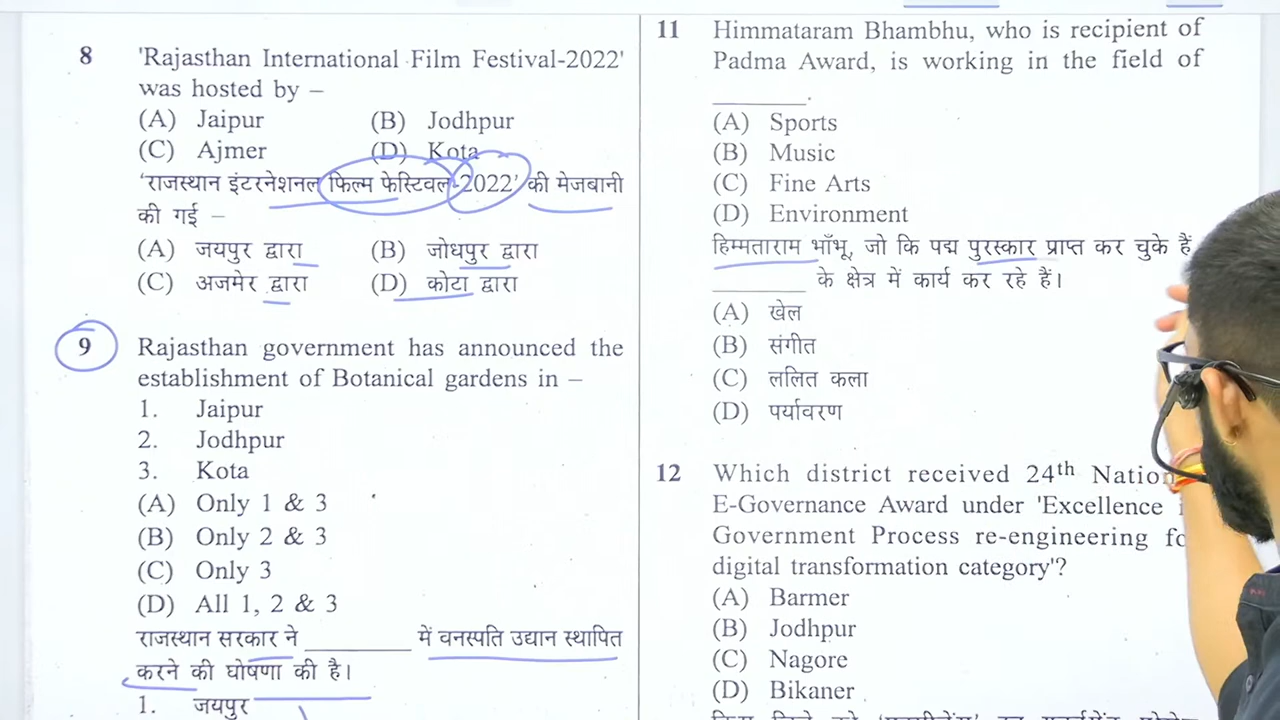 8 'Rajasthan International Film Festival-2022'
was hosted by –
(A) Jaipur (B) Jodhpur
(C) Ajmer (D) Kota
'राजस्थान इंटरनेशनल फिल्म फेस्टिवल-2022' की मेजबानी
की गई –
(A) जयपुर द्वारा (B) जोधपुर द्वारा
(C) अजमेर द्वारा (D) कोटा द्वारा
9 Rajasthan government has announced the
establishment of Botanical gardens in –
1. Jaipur
2. Jodhpur
3. Kota
(A) Only 1 & 3
(B) Only 2 & 3
(C) Only 3
(D) All 1, 2 & 3
राजस्थान सरकार ने ________ में वनस्पति उद्यान स्थापित
करने की घोषणा की है।
1. जयपुर
11 Himmataram Bhambhu, who is recipient of
Padma Award, is working in the field of
________.
(A) Sports
(B) Music
(C) Fine Arts
(D) Environment
हिम्मताराम भाँभू, जो कि पद्म पुरस्कार प्राप्त कर चुके हैं
________ के क्षेत्र में कार्य कर रहे हैं।
(A) खेल
(B) संगीत
(C) ललित कला
(D) पर्यावरण
12 Which district received 24th Nation
E-Governance Award under 'Excellence
Government Process re-engineering fo
digital transformation category'?
(A) Barmer
(B) Jodhpur
(C) Nagore
(D) Bikaner